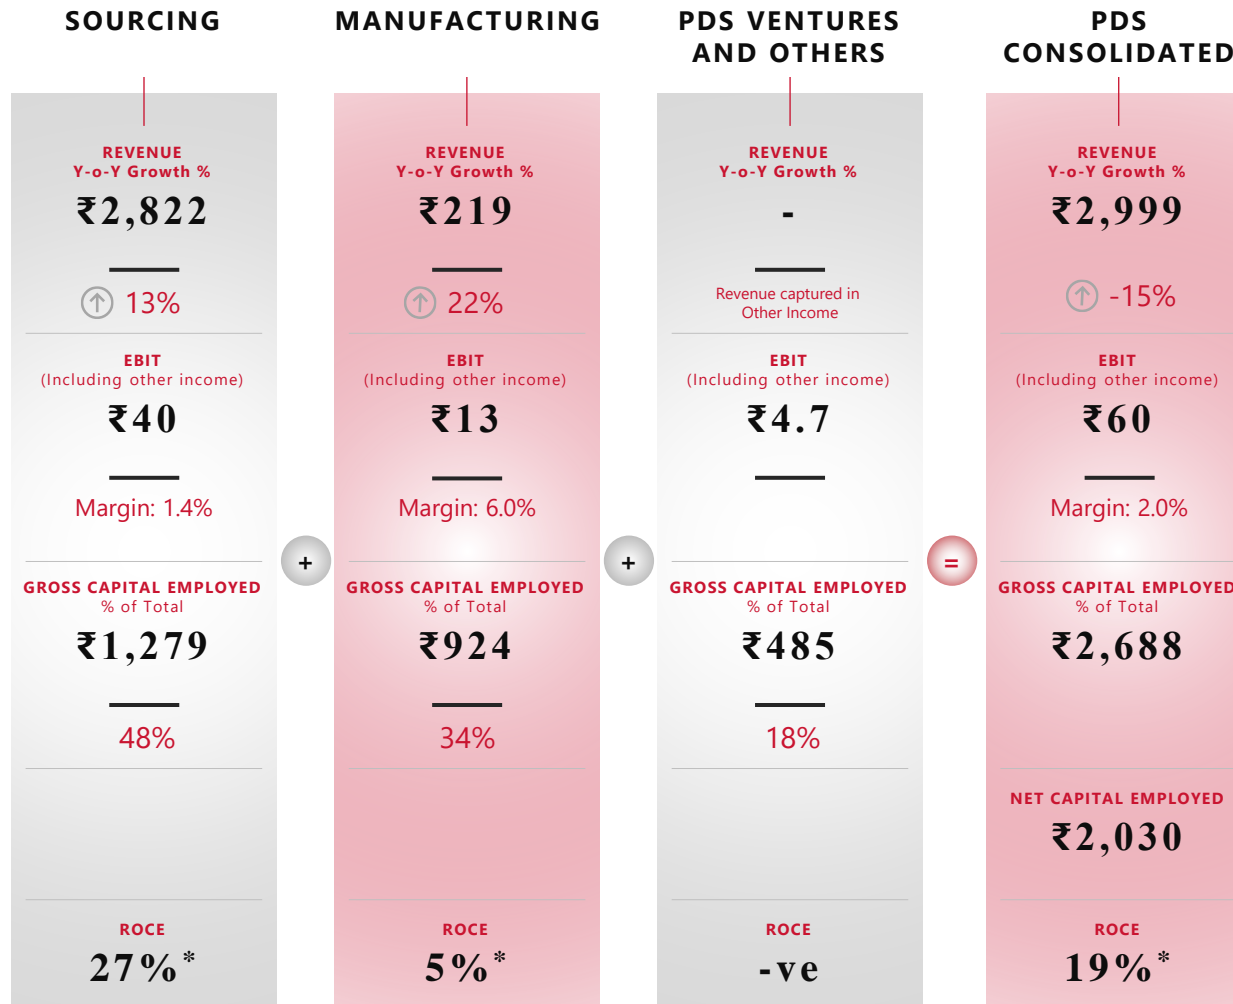 SOURCING
REVENUE
Y-o-Y Growth %
₹2,822
13%
EBIT
(Including other income)
₹40
Margin: 1.4%
GROSS CAPITAL EMPLOYED
% of Total
₹1,279
48%
ROCE
27%*
+
MANUFACTURING
REVENUE
Y-o-Y Growth %
₹219
22%
EBIT
(Including other income)
₹13
Margin: 6.0%
GROSS CAPITAL EMPLOYED
% of Total
₹924
34%
ROCE
5%*
+
PDS VENTURES
AND OTHERS
REVENUE
Y-o-Y Growth %
-
Revenue captured in
Other Income
EBIT
(Including other income)
₹4.7
GROSS CAPITAL EMPLOYED
% of Total
₹485
18%
ROCE
-ve
=
PDS
CONSOLIDATED
REVENUE
Y-o-Y Growth %
₹2,999
-15%
EBIT
(Including other income)
₹60
Margin: 2.0%
GROSS CAPITAL EMPLOYED
% of Total
₹2,688
NET CAPITAL EMPLOYED
₹2,030
ROCE
19%*